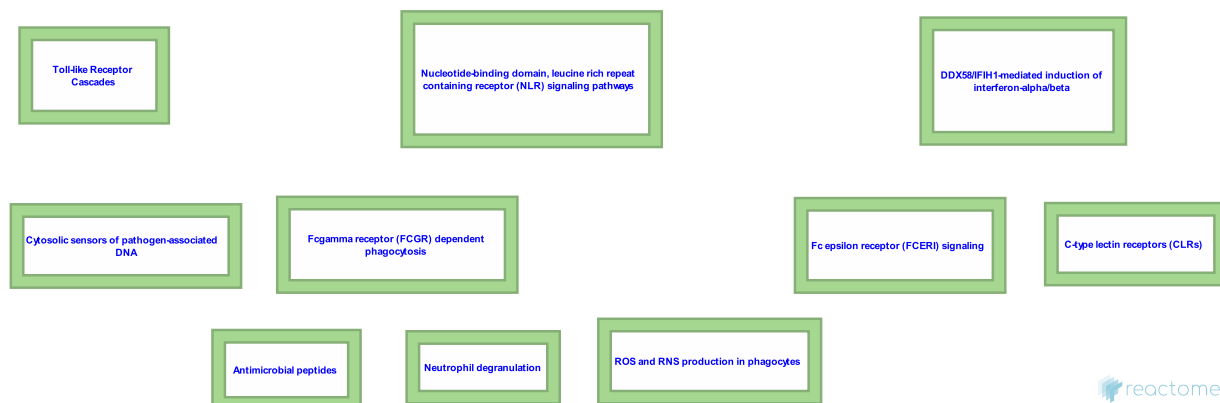 Toll-like Receptor
Cascades
Nucleotide-binding domain, leucine rich repeat
containing receptor (NLR) signaling pathways
DDX58/IFIH1-mediated induction of
interferon-alpha/beta
Cytosolic sensors of pathogen-associated
DNA
Fcgamma receptor (FCGR) dependent
phagocytosis
Fc epsilon receptor (FCERI) signaling
C-type lectin receptors (CLRs)
Antimicrobial peptides
Neutrophil degranulation
ROS and RNS production in phagocytes
reactome